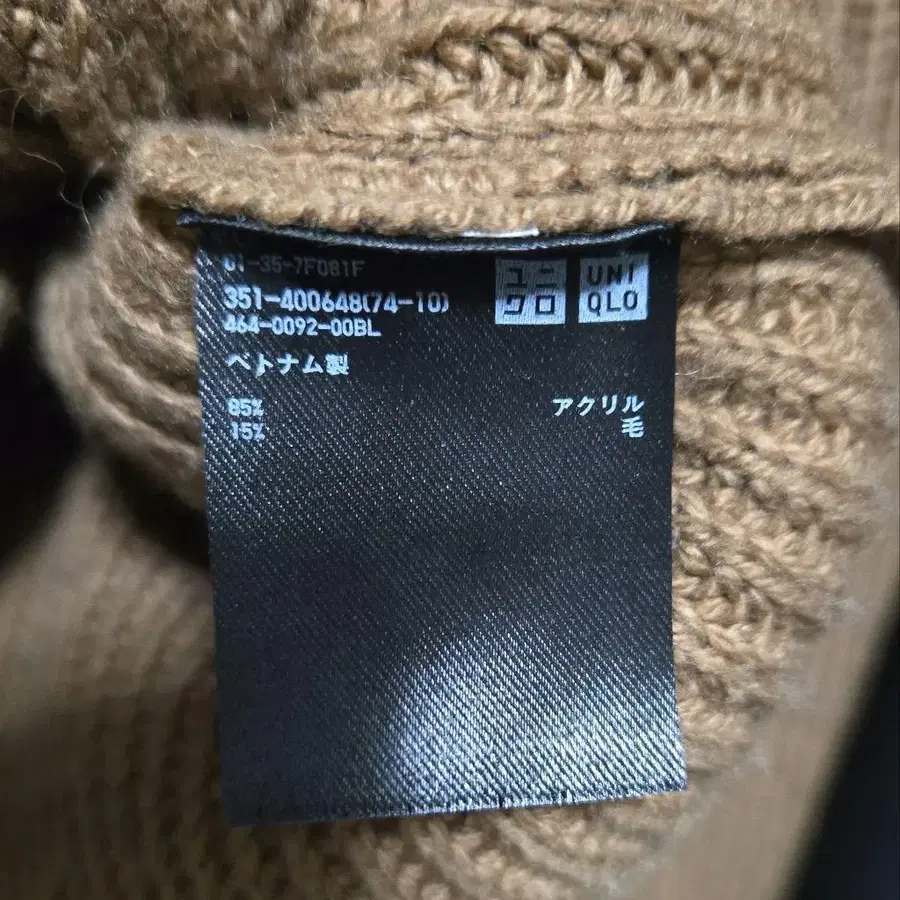 01-35-7F081F
351-400648(74-10)
464-0092-00BL
ユニ
クロ
UNI
QLO
ベトナム製
85% アクリル
15% 毛